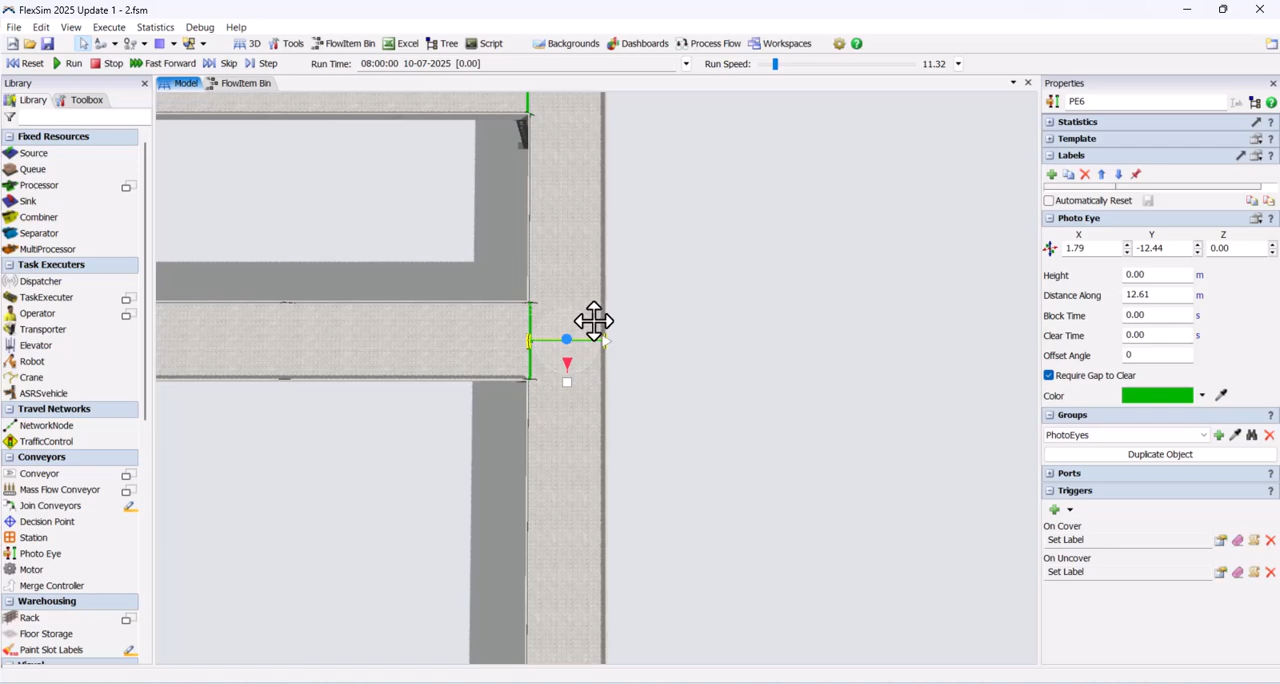 FlexSim 2025 Update 1 - 2.fsm
File Edit View Execute Statistics Debug Help
3D Tools FlowItem Bin Excel Tree Script Backgrounds Dashboards Process Flow Workspaces
Reset Run Stop Fast Forward Skip Step Run Time: 08:00:00 10-07-2025 [0.00] Run Speed: 11.32
Library
Library Toolbox
Fixed Resources
Source
Queue
Processor
Sink
Combiner
Separator
MultiProcessor
Task Executers
Dispatcher
TaskExecuter
Operator
Transporter
Elevator
Robot
Crane
ASRSvehicle
Travel Networks
NetworkNode
TrafficControl
Conveyors
Conveyor
Mass Flow Conveyor
Join Conveyors
Decision Point
Station
Photo Eye
Motor
Merge Controller
Warehousing
Rack
Floor Storage
Paint Slot Labels
Model FlowItem Bin
Properties
PE6
Statistics
Template
Labels
Automatically Reset
Photo Eye
X Y Z
1.79 -12.44 0.00
Height 0.00 m
Distance Along 12.61 m
Block Time 0.00 s
Clear Time 0.00 s
Offset Angle 0
Require Gap to Clear
Color
Groups
PhotoEyes
Duplicate Object
Ports
Triggers
On Cover
Set Label
On Uncover
Set Label